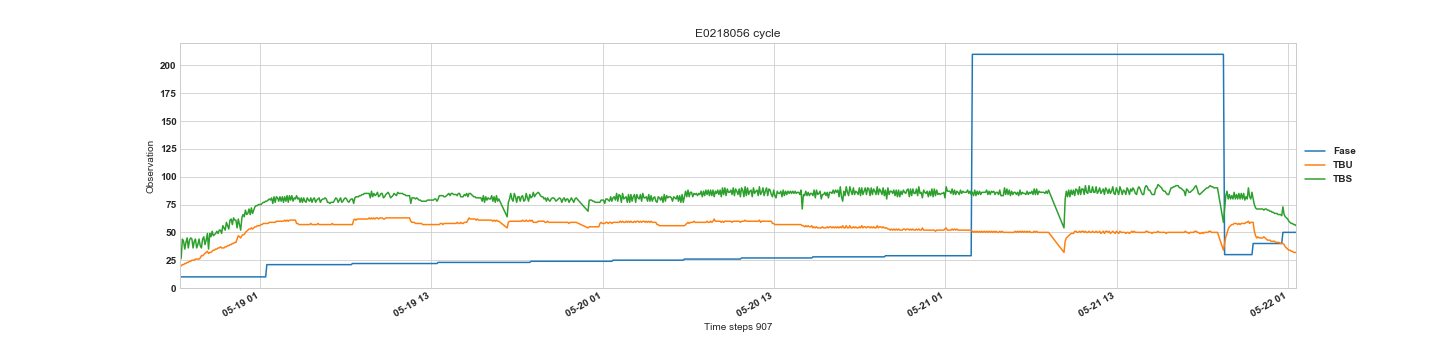 E0218056 cycle
Observation
200
175
150
125
100
75
50
25
0
05-19 01
05-19 13
05-20 01
05-20 13
05-21 01
05-21 13
05-22 01
Time steps 907
Fase
TBU
TBS